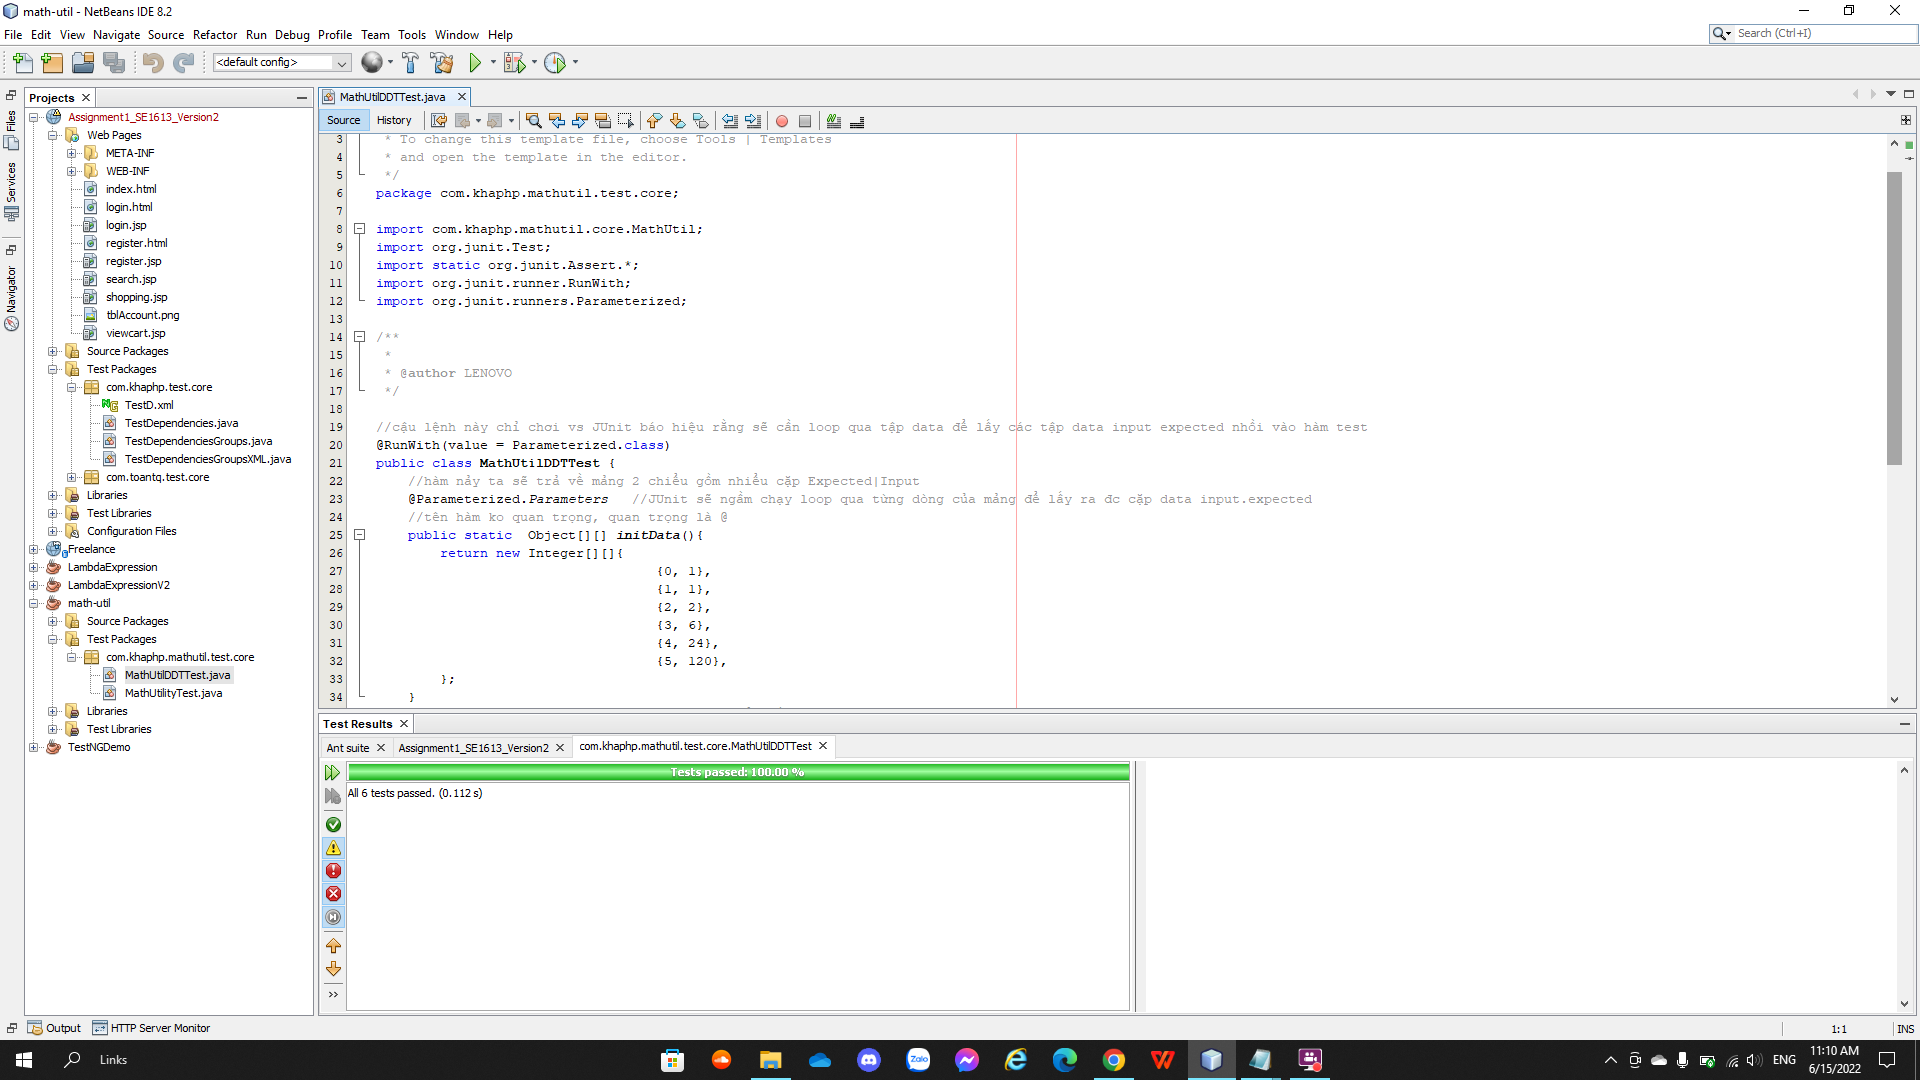 math-util - NetBeans IDE 8.2
File Edit View Navigate Source Refactor Run Debug Profile Team Tools Window Help
Search (Ctrl+I)
<default config>
Files
Services
Navigator
Projects
Assignment1_SE1613_Version2
Web Pages
META-INF
WEB-INF
index.html
login.html
login.jsp
register.html
register.jsp
search.jsp
shopping.jsp
tblAccount.png
viewcart.jsp
Source Packages
Test Packages
com.khaphp.test.core
TestD.xml
TestDependencies.java
TestDependenciesGroups.java
TestDependenciesGroupsXML.java
com.toantq.test.core
Libraries
Test Libraries
Configuration Files
Freelance
LambdaExpression
LambdaExpressionV2
math-util
Source Packages
Test Packages
com.khaphp.mathutil.test.core
MathUtilDDTTest.java
MathUtilityTest.java
Libraries
Test Libraries
TestNGDemo
MathUtilDDTTest.java
Source History
3 * To change this template file, choose Tools | Templates
4 * and open the template in the editor.
5 */
6 package com.khaphp.mathutil.test.core;
7
8 import com.khaphp.mathutil.core.MathUtil;
9 import org.junit.Test;
10 import static org.junit.Assert.*;
11 import org.junit.runner.RunWith;
12 import org.junit.runners.Parameterized;
13
14 /**
15 *
16 * @author LENOVO
17 */
18
19 //cậu lệnh này chỉ chơi vs JUnit báo hiệu rằng sẽ cần loop qua tập data để lấy các tập data input expected nhồi vào hàm test
20 @RunWith(value = Parameterized.class)
21 public class MathUtilDDTTest {
22 //hàm nảy ta sẽ trả về mảng 2 chiều gồm nhiều cặp Expected|Input
23 @Parameterized.Parameters //JUnit sẽ ngầm chạy loop qua từng dòng của mảng để lấy ra đc cặp data input.expected
24 //tên hàm ko quan trọng, quan trọng là @
25 public static Object[][] initData(){
26 return new Integer[][]{
27 {0, 1},
28 {1, 1},
29 {2, 2},
30 {3, 6},
31 {4, 24},
32 {5, 120},
33 };
34 }
Test Results
Ant suite Assignment1_SE1613_Version2 com.khaphp.mathutil.test.core.MathUtilDDTTest
Tests passed: 100.00 %
All 6 tests passed. (0.112 s)
Output HTTP Server Monitor
1:1 INS
Links
Zalo
ENG
11:10 AM
6/15/2022